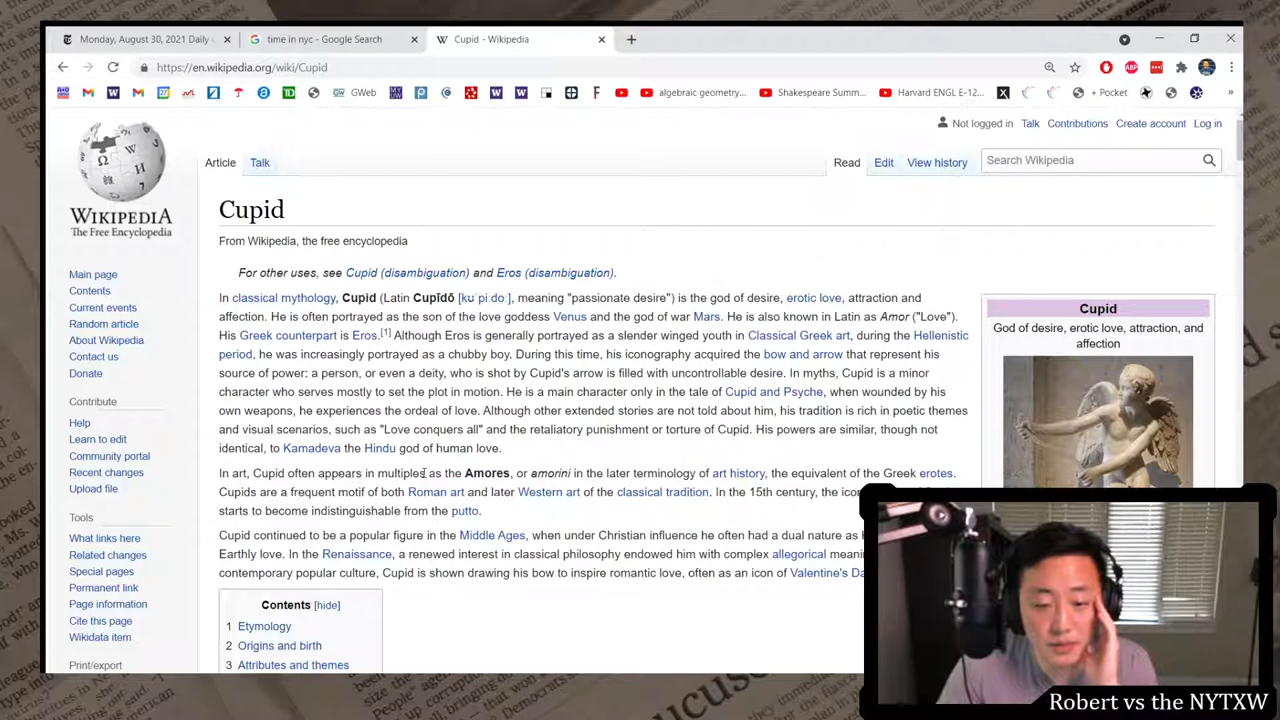 Monday, August 30, 2021 Daily C
time in nyc - Google Search
Cupid - Wikipedia
https://en.wikipedia.org/wiki/Cupid
GWeb
algebraic geometry...
Shakespeare Summ...
Harvard ENGL E-12...
+ Pocket
Not logged in Talk Contributions Create account Log in
Article Talk
Read Edit View history
Search Wikipedia
WIKIPEDIA
The Free Encyclopedia
Main page
Contents
Current events
Random article
About Wikipedia
Contact us
Donate
Contribute
Help
Learn to edit
Community portal
Recent changes
Upload file
Tools
What links here
Related changes
Special pages
Permanent link
Page information
Cite this page
Wikidata item
Print/export
Cupid
From Wikipedia, the free encyclopedia
For other uses, see Cupid (disambiguation) and Eros (disambiguation).
In classical mythology, Cupid (Latin Cupīdō [kʊˈpiːdoː], meaning "passionate desire") is the god of desire, erotic love, attraction and
affection. He is often portrayed as the son of the love goddess Venus and the god of war Mars. He is also known in Latin as Amor ("Love").
His Greek counterpart is Eros.[1] Although Eros is generally portrayed as a slender winged youth in Classical Greek art, during the Hellenistic
period, he was increasingly portrayed as a chubby boy. During this time, his iconography acquired the bow and arrow that represent his
source of power: a person, or even a deity, who is shot by Cupid's arrow is filled with uncontrollable desire. In myths, Cupid is a minor
character who serves mostly to set the plot in motion. He is a main character only in the tale of Cupid and Psyche, when wounded by his
own weapons, he experiences the ordeal of love. Although other extended stories are not told about him, his tradition is rich in poetic themes
and visual scenarios, such as "Love conquers all" and the retaliatory punishment or torture of Cupid. His powers are similar, though not
identical, to Kamadeva the Hindu god of human love.
In art, Cupid often appears in multiples as the Amores, or amorini in the later terminology of art history, the equivalent of the Greek erotes.
Cupids are a frequent motif of both Roman art and later Western art of the classical tradition. In the 15th century, the
starts to become indistinguishable from the putto.
Cupid continued to be a popular figure in the Middle Ages, when under Christian influence he often had a dual nature as
Earthly love. In the Renaissance, a renewed interest in classical philosophy endowed him with complex allegorical
contemporary popular culture, Cupid is shown drawing his bow to inspire romantic love, often as an icon of Valentine's
Contents [hide]
1 Etymology
2 Origins and birth
3 Attributes and themes
Cupid
God of desire, erotic love, attraction, and
affection
Robert vs the NYTXW